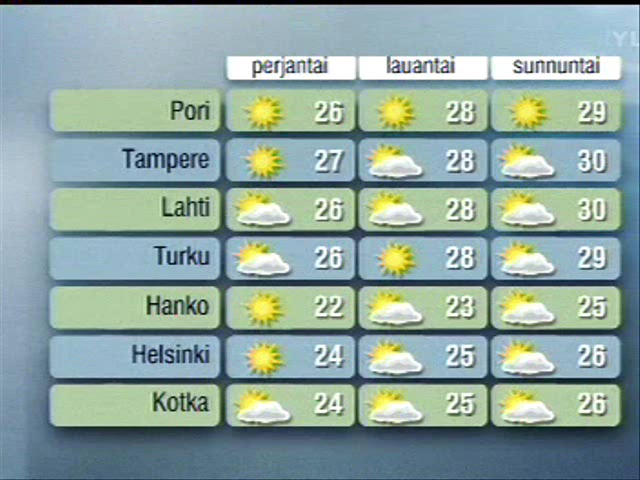 YL
perjantai lauantai sunnuntai
Pori 26 28 29
Tampere 27 28 30
Lahti 26 28 30
Turku 26 28 29
Hanko 22 23 25
Helsinki 24 25 26
Kotka 24 25 26